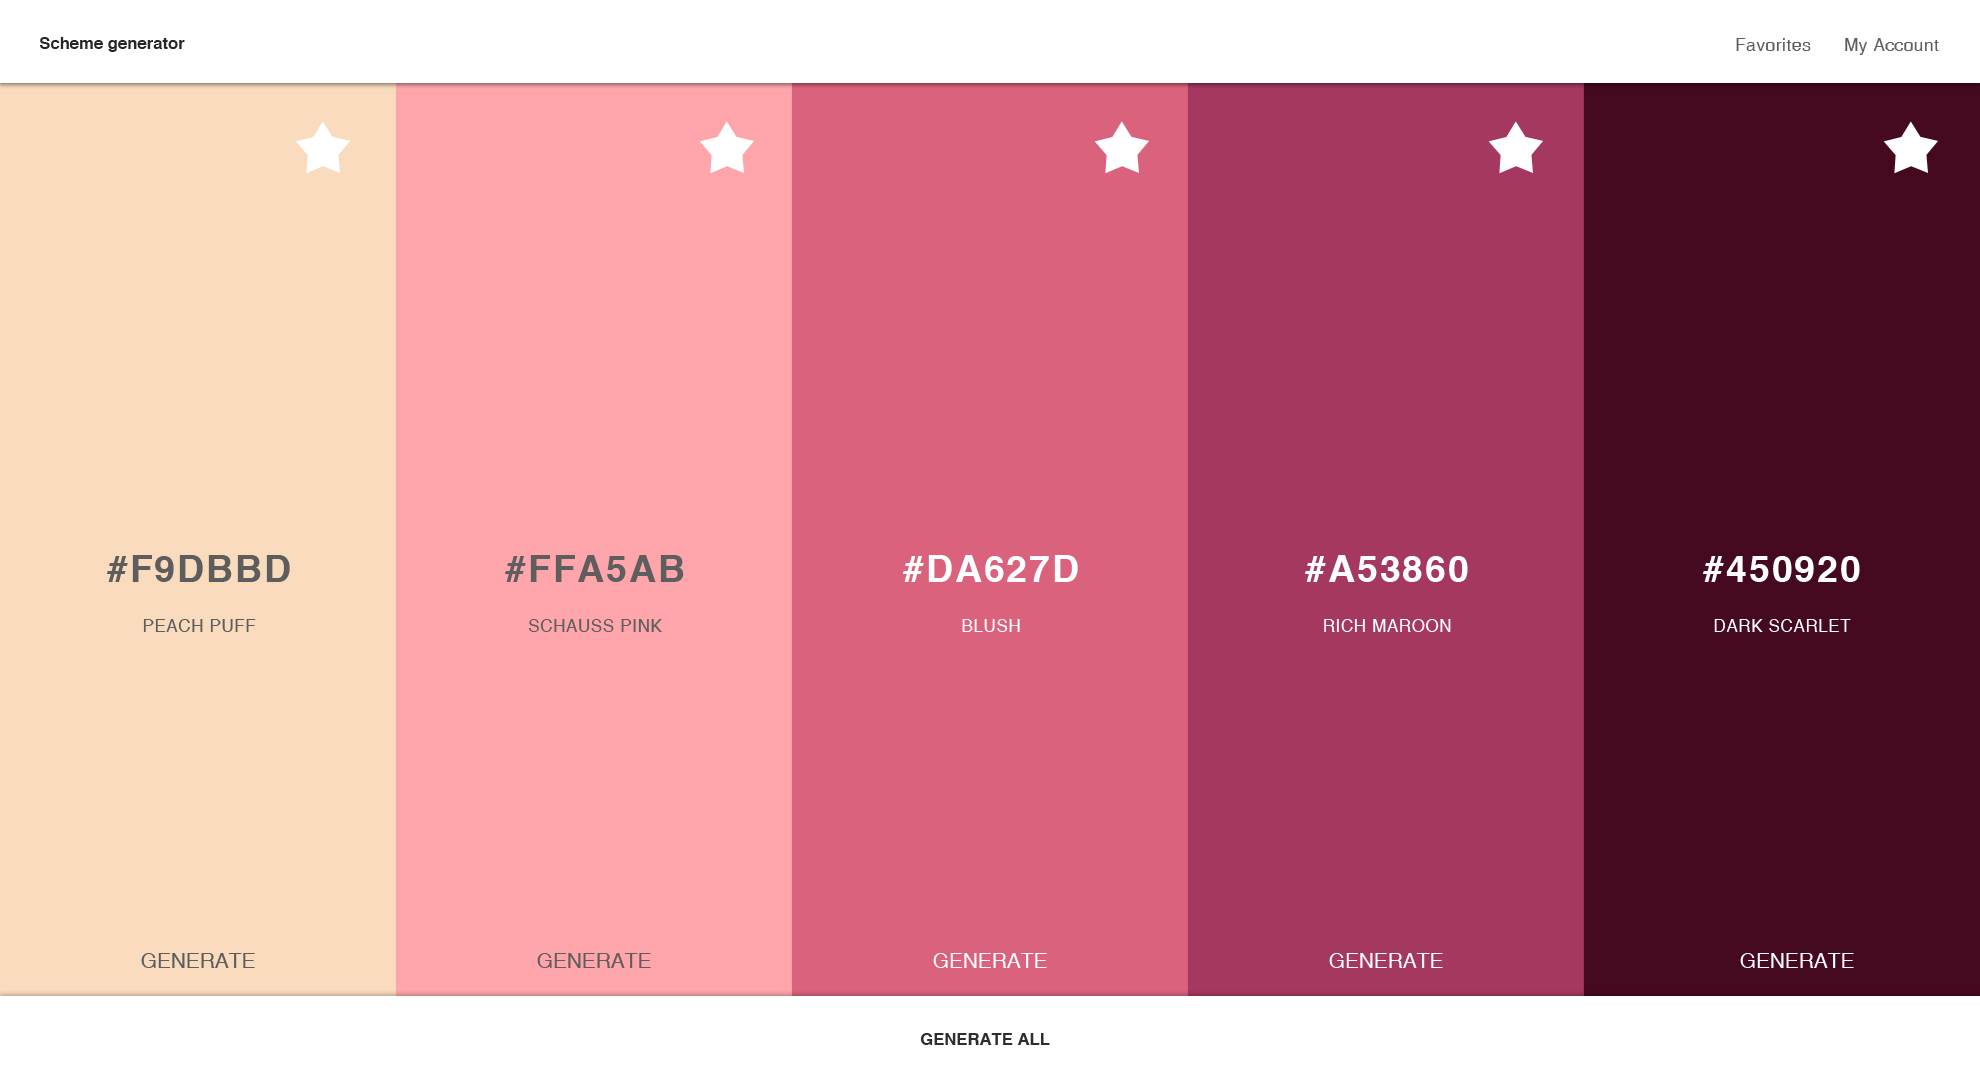 Scheme generator
Favorites
My Account
#F9DBBD
PEACH PUFF
GENERATE
#FFA5AB
SCHAUSS PINK
GENERATE
#DA627D
BLUSH
GENERATE
#A53860
RICH MAROON
GENERATE
#450920
DARK SCARLET
GENERATE
GENERATE ALL